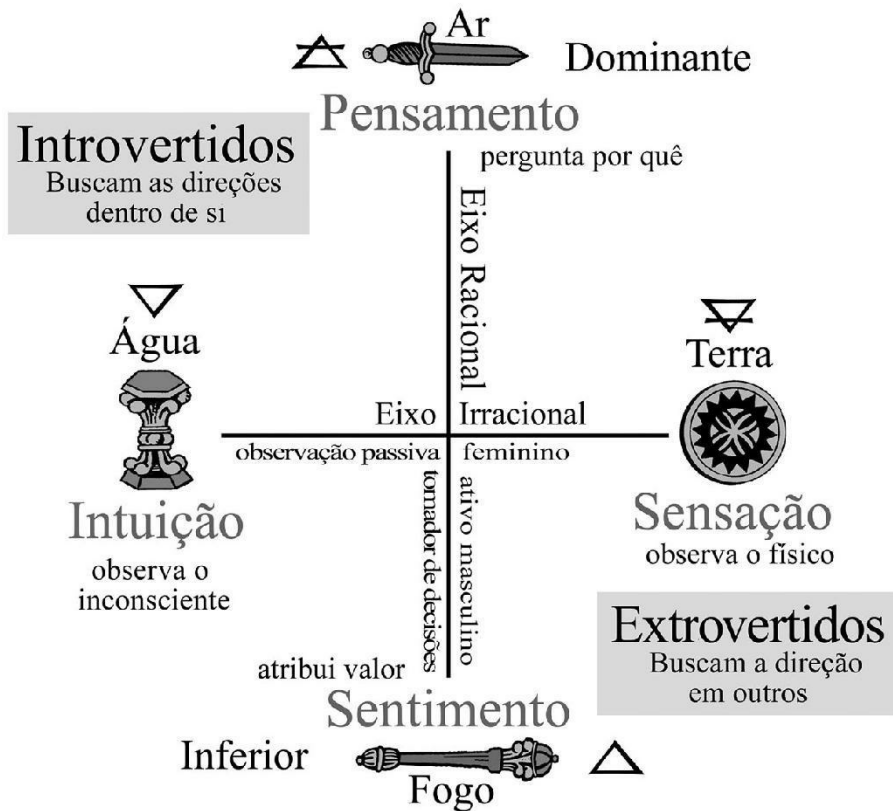 Ar
Dominante
Pensamento
pergunta por quê
Introvertidos
Buscam as direções
dentro de si
Eixo Racional
Água
Terra
Eixo Irracional
observação passiva feminino
Intuição
observa o
inconsciente
Sensação
observa o físico
tomador de decisões
ativo masculino
Extrovertidos
Buscam a direção
em outros
atribui valor
Sentimento
Inferior
Fogo